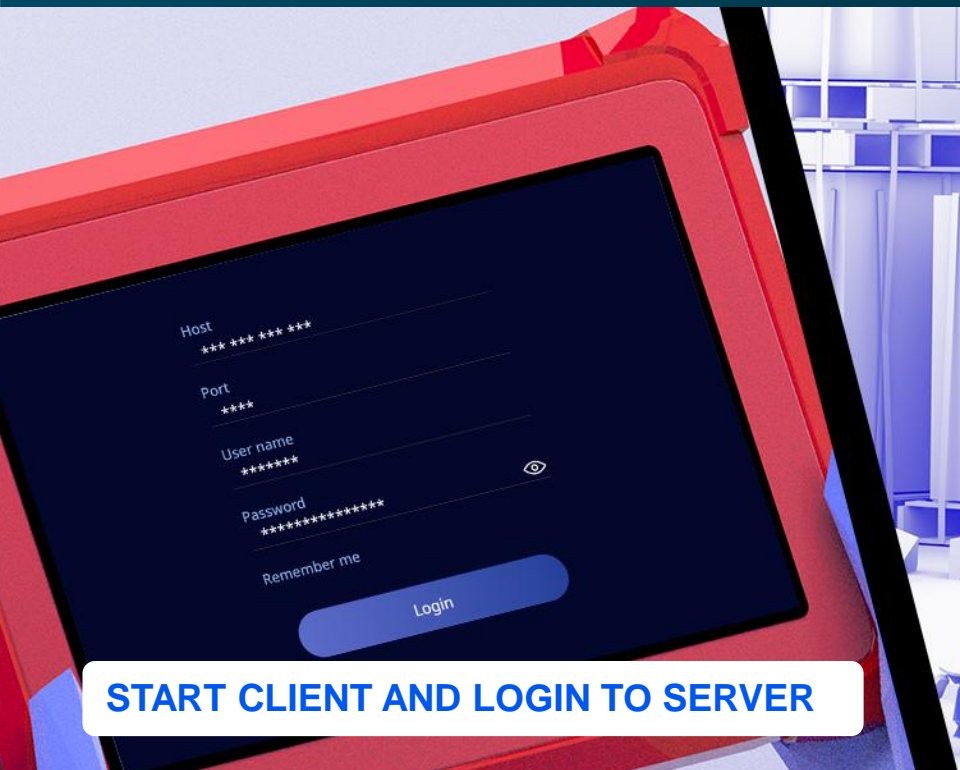 Host
*** *** *** ***
Port
****
User name
*******
Password
***************
Remember me
Login
START CLIENT AND LOGIN TO SERVER